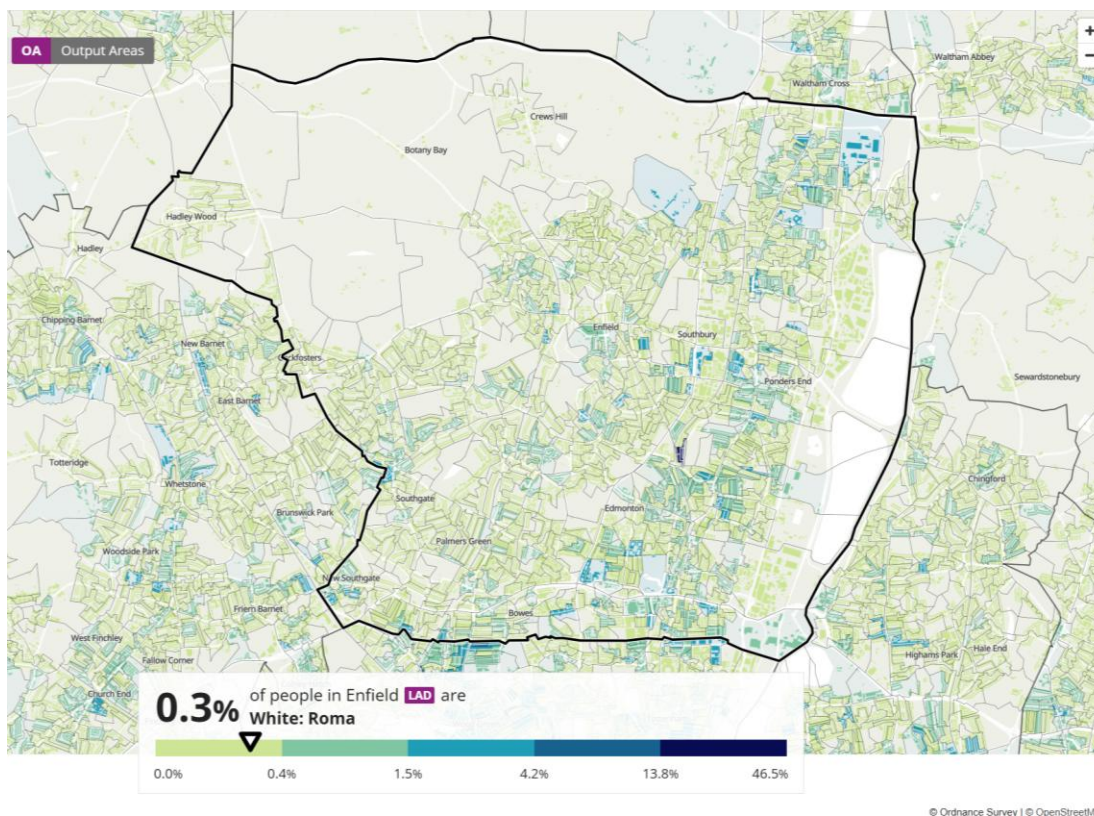 OA Output Areas
+
−
Waltham Abbey
Waltham Cross
Crews Hill
Botany Bay
Hadley Wood
Hadley
Chipping Barnet
Enfield
Southbury
New Barnet
Cockfosters
Ponders End
Sewardstonebury
East Barnet
Totteridge
Chingford
Whetstone
Southgate
Brunswick Park
Edmonton
Palmers Green
Woodside Park
New Southgate
Friern Barnet
Bowes
West Finchley
Hale End
Highams Park
Fallow Corner
Church End
0.3% of people in Enfield LAD are
White: Roma
0.0% 0.4% 1.5% 4.2% 13.8% 46.5%
© Ordnance Survey | © OpenStreetM